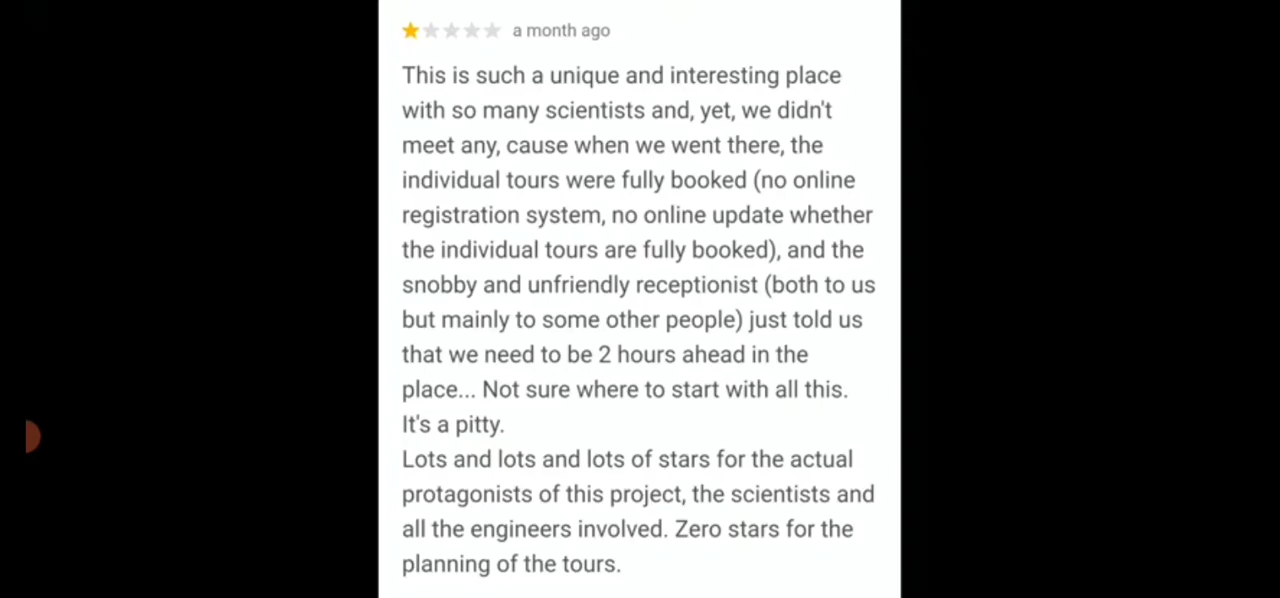 a month ago
This is such a unique and interesting place
with so many scientists and, yet, we didn't
meet any, cause when we went there, the
individual tours were fully booked (no online
registration system, no online update whether
the individual tours are fully booked), and the
snobby and unfriendly receptionist (both to us
but mainly to some other people) just told us
that we need to be 2 hours ahead in the
place... Not sure where to start with all this.
It's a pitty.
Lots and lots and lots of stars for the actual
protagonists of this project, the scientists and
all the engineers involved. Zero stars for the
planning of the tours.